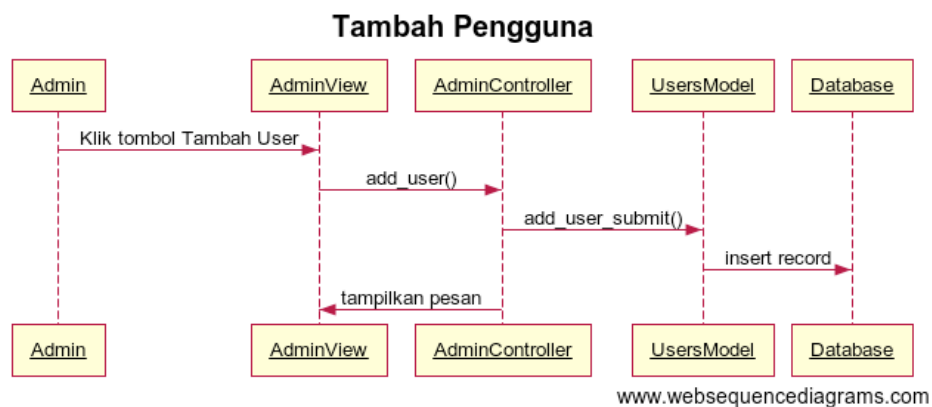 Tambah Pengguna
Admin
AdminView
AdminController
UsersModel
Database
Klik tombol Tambah User
add_user()
add_user_submit()
insert record
tampilkan pesan
Admin
AdminView
AdminController
UsersModel
Database
www.websequencediagrams.com